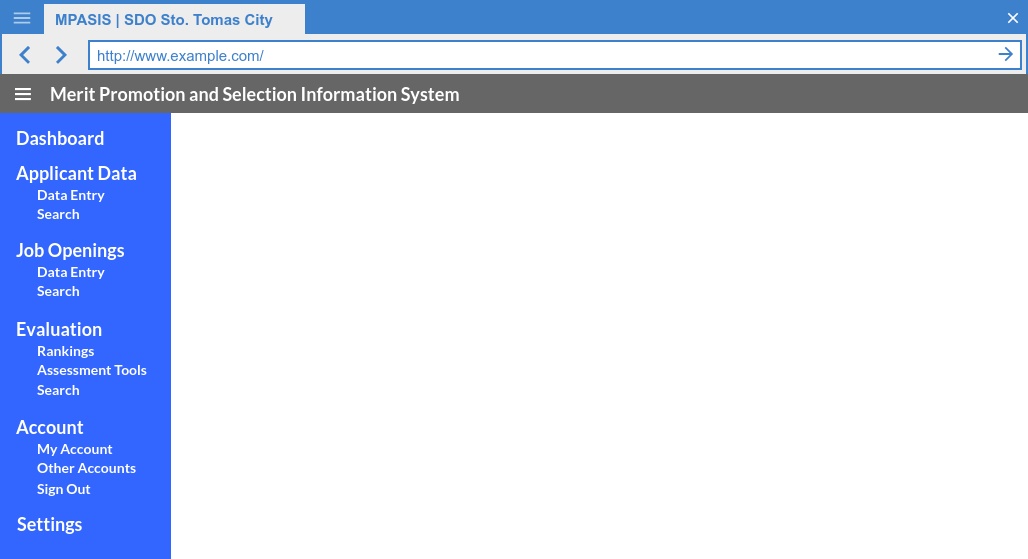 MPASIS | SDO Sto. Tomas City
http://www.example.com/
Merit Promotion and Selection Information System
Dashboard
Applicant Data
Data Entry
Search
Job Openings
Data Entry
Search
Evaluation
Rankings
Assessment Tools
Search
Account
My Account
Other Accounts
Sign Out
Settings